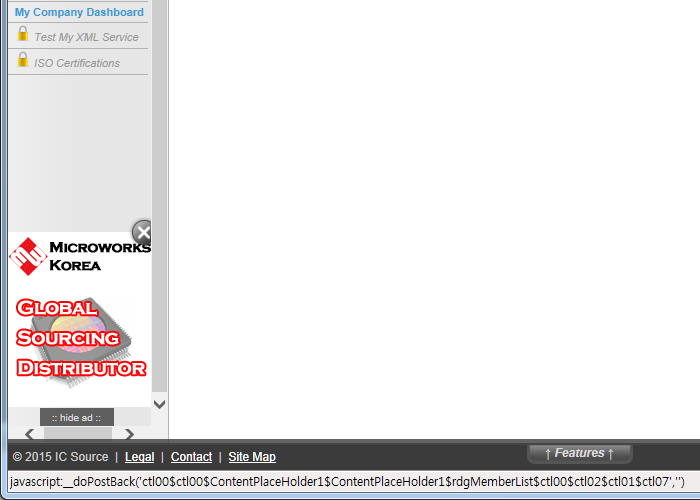 My Company Dashboard
Test My XML Service
ISO Certifications
MICROWORKS
KOREA
GLOBAL
SOURCING
DISTRIBUTOR
:: hide ad ::
© 2015 IC Source | Legal | Contact | Site Map
↑ Features ↑
javascript:__doPostBack('ctl00$ctl00$ContentPlaceHolder1$ContentPlaceHolder1$rdgMemberList$ctl00$ctl02$ctl01$ctl07','')